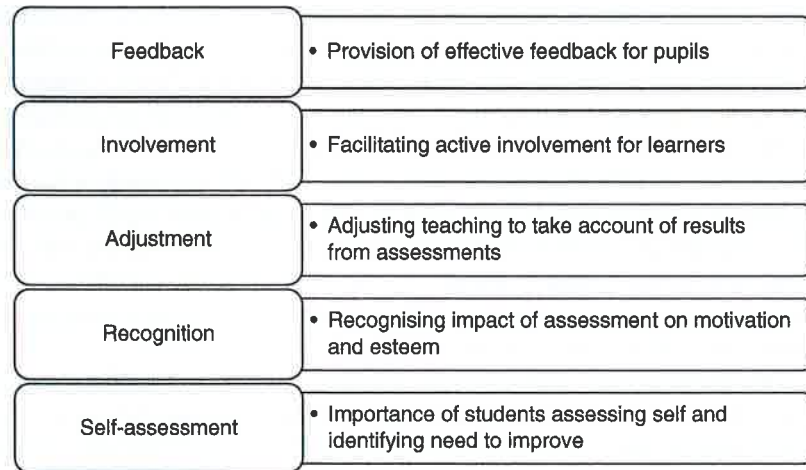 Feedback
• Provision of effective feedback for pupils
Involvement
• Facilitating active involvement for learners
Adjustment
• Adjusting teaching to take account of results
from assessments
Recognition
• Recognising impact of assessment on motivation
and esteem
Self-assessment
• Importance of students assessing self and
identifying need to improve